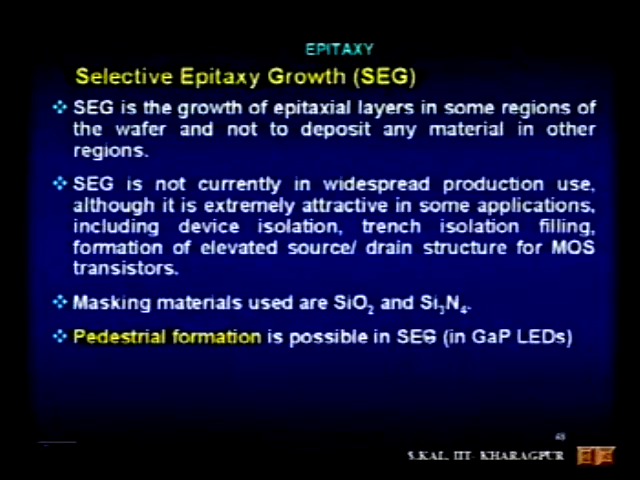 EPITAXY
Selective Epitaxy Growth (SEG)
❖ SEG is the growth of epitaxial layers in some regions of
the wafer and not to deposit any material in other
regions.
❖ SEG is not currently in widespread production use,
although it is extremely attractive in some applications,
including device isolation, trench isolation filling,
formation of elevated source/ drain structure for MOS
transistors.
❖ Masking materials used are SiO₂ and Si₃N₄.
❖ Pedestrial formation is possible in SEG (in GaP LEDs)
48
S.KAL, IIT- KHARAGPUR